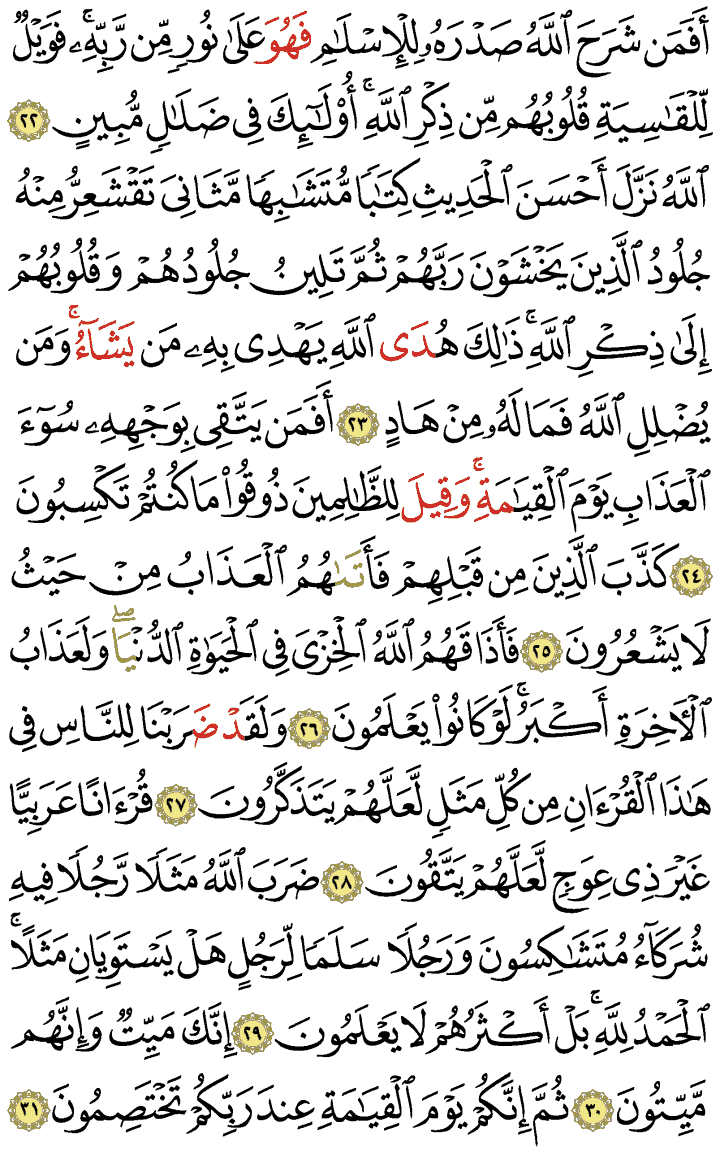 أَفَمَن شَرَحَ ٱللَّهُ صَدْرَهُۥ لِلْإِسْلَٰمِ فَهُوَ عَلَىٰ نُورٍ مِّن رَّبِّهِۦۚ فَوَيْلٌ
لِّلْقَٰسِيَةِ قُلُوبُهُم مِّن ذِكْرِ ٱللَّهِۚ أُو۟لَٰٓئِكَ فِى ضَلَٰلٍ مُّبِينٍ ٢٢
ٱللَّهُ نَزَّلَ أَحْسَنَ ٱلْحَدِيثِ كِتَٰبًا مُّتَشَٰبِهًا مَّثَانِىَ تَقْشَعِرُّ مِنْهُ
جُلُودُ ٱلَّذِينَ يَخْشَوْنَ رَبَّهُمْ ثُمَّ تَلِينُ جُلُودُهُمْ وَقُلُوبُهُمْ
إِلَىٰ ذِكْرِ ٱللَّهِۚ ذَٰلِكَ هُدَى ٱللَّهِ يَهْدِى بِهِۦ مَن يَشَآءُۚ وَمَن
يُضْلِلِ ٱللَّهُ فَمَا لَهُۥ مِنْ هَادٍ ٢٣ أَفَمَن يَتَّقِى بِوَجْهِهِۦ سُوٓءَ
ٱلْعَذَابِ يَوْمَ ٱلْقِيَٰمَةِۚ وَقِيلَ لِلظَّٰلِمِينَ ذُوقُوا۟ مَا كُنتُمْ تَكْسِبُونَ
٢٤ كَذَّبَ ٱلَّذِينَ مِن قَبْلِهِمْ فَأَتَىٰهُمُ ٱلْعَذَابُ مِنْ حَيْثُ
لَا يَشْعُرُونَ ٢٥ فَأَذَاقَهُمُ ٱللَّهُ ٱلْخِزْىَ فِى ٱلْحَيَوٰةِ ٱلدُّنْيَاۖ وَلَعَذَابُ
ٱلْـَٔاخِرَةِ أَكْبَرُۚ لَوْ كَانُوا۟ يَعْلَمُونَ ٢٦ وَلَقَدْ ضَرَبْنَا لِلنَّاسِ فِى
هَٰذَا ٱلْقُرْءَانِ مِن كُلِّ مَثَلٍ لَّعَلَّهُمْ يَتَذَكَّرُونَ ٢٧ قُرْءَانًا عَرَبِيًّا
غَيْرَ ذِى عِوَجٍ لَّعَلَّهُمْ يَتَّقُونَ ٢٨ ضَرَبَ ٱللَّهُ مَثَلًا رَّجُلًا فِيهِ
شُرَكَآءُ مُتَشَٰكِسُونَ وَرَجُلًا سَلَمًا لِّرَجُلٍ هَلْ يَسْتَوِيَانِ مَثَلًاۚ
ٱلْحَمْدُ لِلَّهِۚ بَلْ أَكْثَرُهُمْ لَا يَعْلَمُونَ ٢٩ إِنَّكَ مَيِّتٌ وَإِنَّهُم
مَّيِّتُونَ ٣٠ ثُمَّ إِنَّكُمْ يَوْمَ ٱلْقِيَٰمَةِ عِندَ رَبِّكُمْ تَخْتَصِمُونَ ٣١